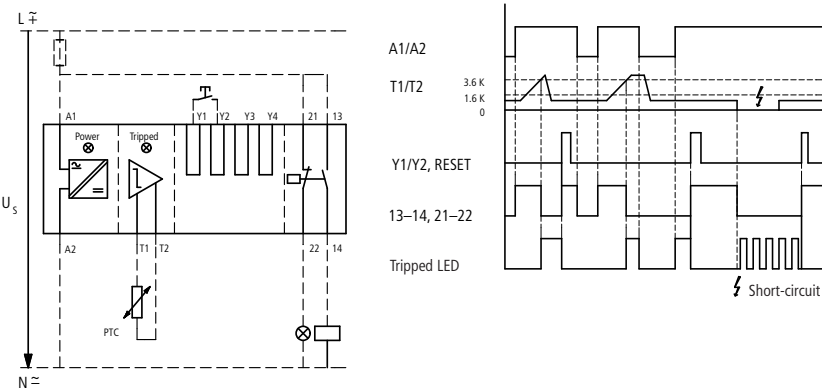 L ≂
A1
Y1 Y2 Y3 Y4
21 13
Power
Tripped
U_S
A2
T1 T2
22 14
PTC
N ≃
A1/A2
T1/T2
3.6 K
1.6 K
0
Y1/Y2, RESET
13–14, 21–22
Tripped LED
Short-circuit